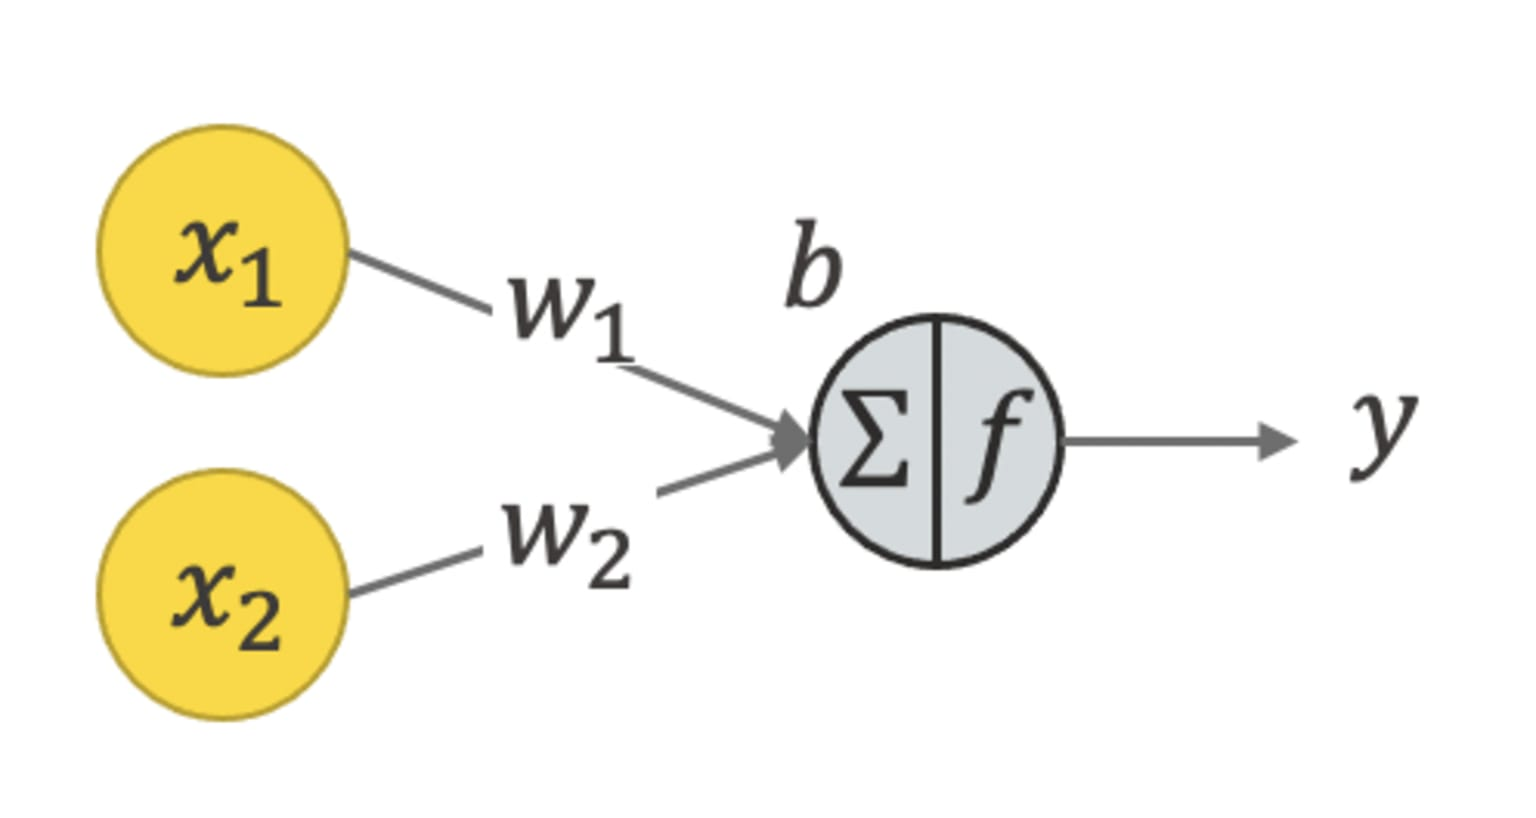 x₁
w₁
b
Σ f
y
w₂
x₂